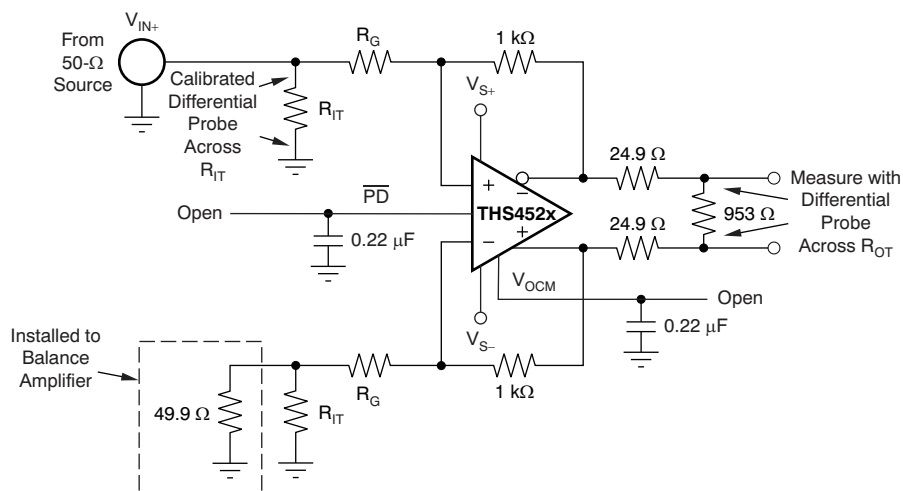 V_IN+
From
50-Ω
Source
Calibrated
Differential
Probe
Across
R_IT
R_IT
R_G
1 kΩ
V_S+
+
−
THS452x
−
+
24.9 Ω
24.9 Ω
953 Ω
Measure with
Differential
Probe
Across R_OT
Open
PD
0.22 µF
V_OCM
Open
0.22 µF
V_S−
Installed to
Balance
Amplifier
49.9 Ω
R_IT
R_G
1 kΩ